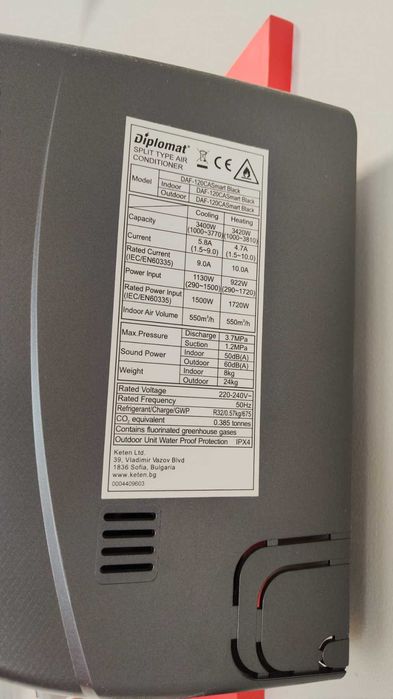 Diplomat®
SPLIT TYPE AIR
CONDITIONER
CE
Model Indoor DAF-120CASmart Black
Outdoor DAF-120CASmart Black
Cooling Heating
Capacity 3400W (1000~3770) 3420W (1000~3810)
Current 5.8A (1.5~9.0) 4.7A (1.5~10.0)
Rated Current (IEC/EN60335) 9.0A 10.0A
Power Input 1130W (290~1500) 922W (290~1720)
Rated Power Input (IEC/EN60335) 1500W 1720W
Indoor Air Volume 550m³/h 550m³/h
Max.Pressure Discharge 3.7MPa
Suction 1.2MPa
Sound Power Indoor 50dB(A)
Outdoor 60dB(A)
Weight Indoor 8kg
Outdoor 24kg
Rated Voltage 220-240V~
Rated Frequency 50Hz
Refrigerant/Charge/GWP R32/0.57kg/675
CO₂ equivalent 0.385 tonnes
Contains fluorinated greenhouse gases
Outdoor Unit Water Proof Protection IPX4
Keten Ltd.
39, Vladimir Vazov Blvd
1836 Sofia, Bulgaria
www.keten.bg
0004409603